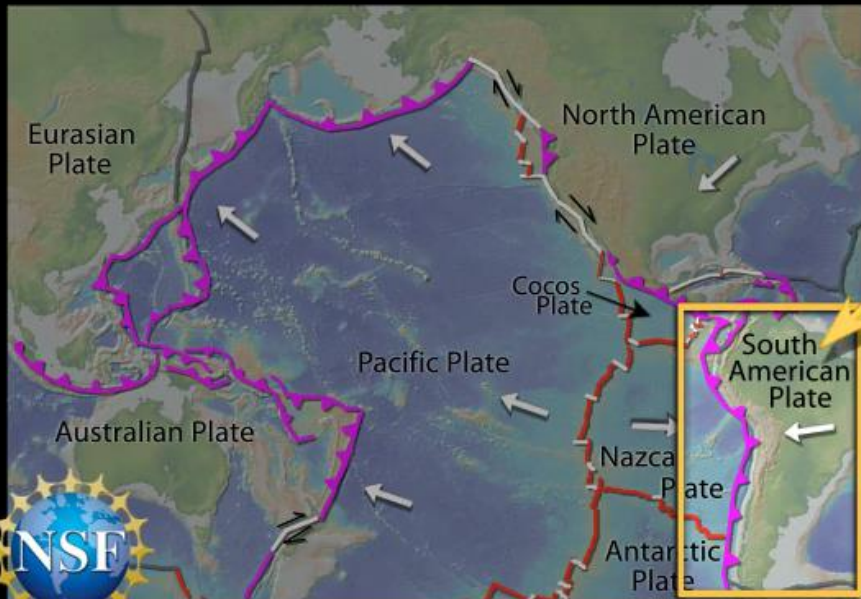 Eurasian
Plate
North American
Plate
Cocos
Plate
South
American
Plate
Pacific Plate
Australian Plate
Nazca
Plate
Antarctic
Plate
NSF